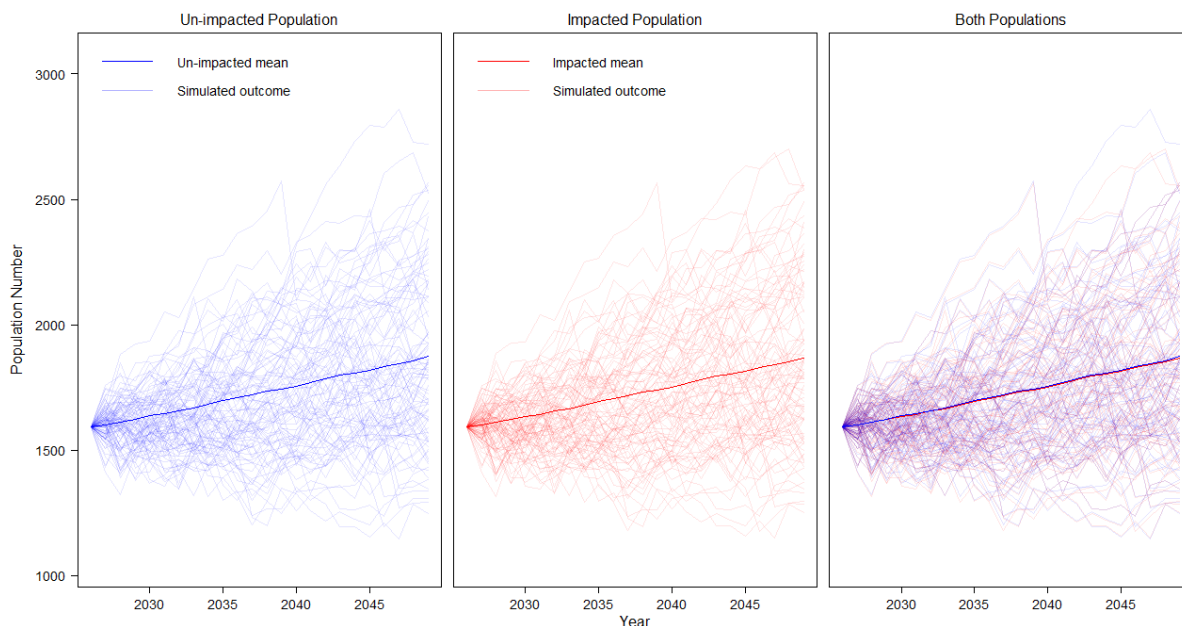 Un-impacted Population
Impacted Population
Both Populations
Un-impacted mean
Simulated outcome
Impacted mean
Simulated outcome
Population Number
3000
2500
2000
1500
1000
2030 2035 2040 2045
2030 2035 2040 2045
2030 2035 2040 2045
Year